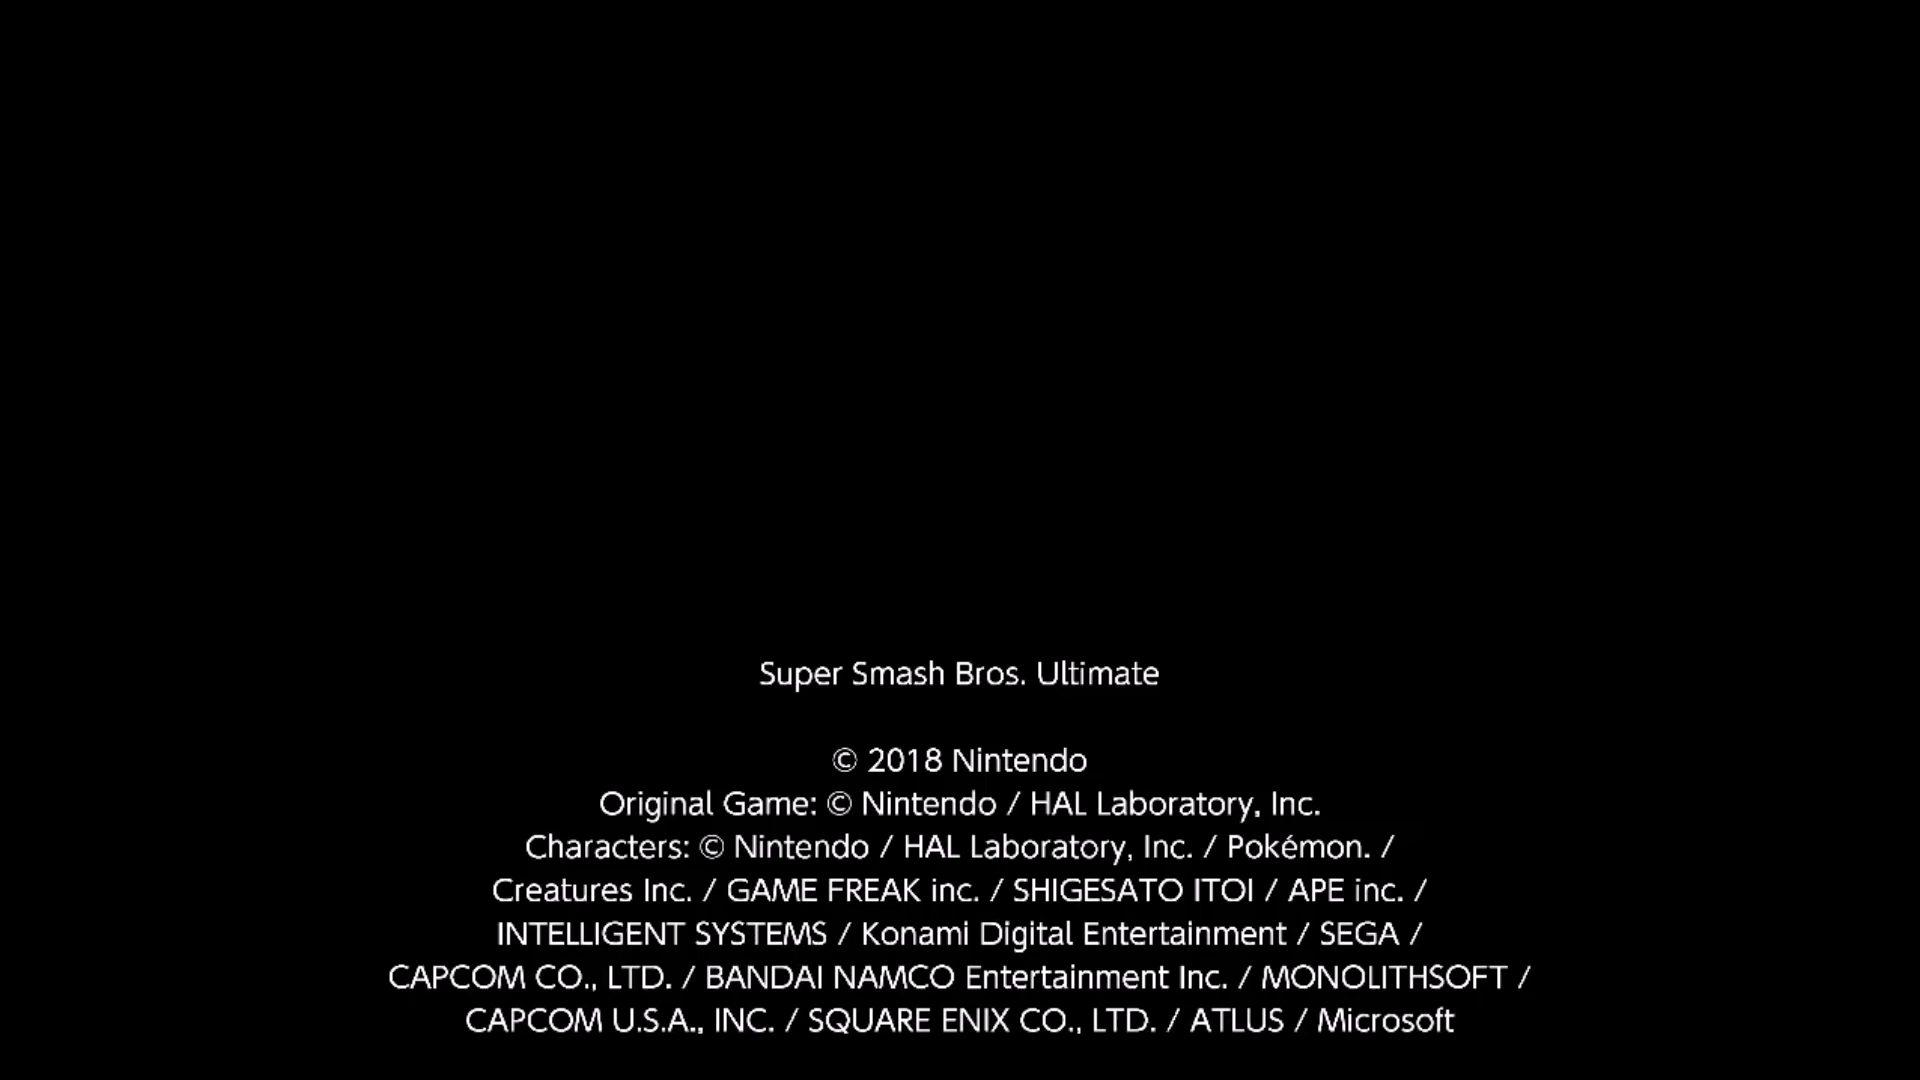 Super Smash Bros. Ultimate
© 2018 Nintendo
Original Game: © Nintendo / HAL Laboratory, Inc.
Characters: © Nintendo / HAL Laboratory, Inc. / Pokémon. /
Creatures Inc. / GAME FREAK inc. / SHIGESATO ITOI / APE inc. /
INTELLIGENT SYSTEMS / Konami Digital Entertainment / SEGA /
CAPCOM CO., LTD. / BANDAI NAMCO Entertainment Inc. / MONOLITHSOFT /
CAPCOM U.S.A., INC. / SQUARE ENIX CO., LTD. / ATLUS / Microsoft